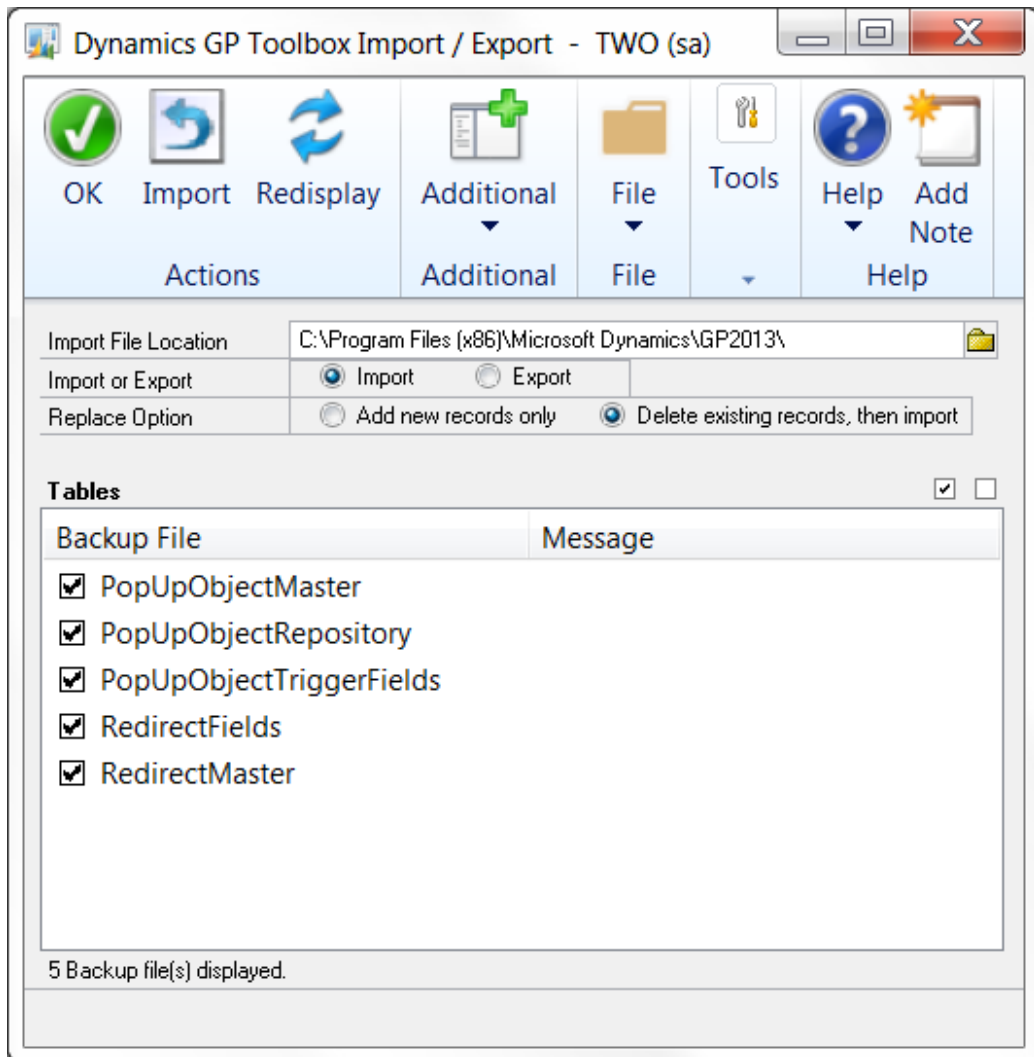 Dynamics GP Toolbox Import / Export  -  TWO (sa)
OK Import Redisplay Additional File Tools Help Add Note
Actions Additional File Help
Import File Location C:\Program Files (x86)\Microsoft Dynamics\GP2013\
Import or Export Import Export
Replace Option Add new records only Delete existing records, then import
Tables
Backup File Message
PopUpObjectMaster
PopUpObjectRepository
PopUpObjectTriggerFields
RedirectFields
RedirectMaster
5 Backup file(s) displayed.